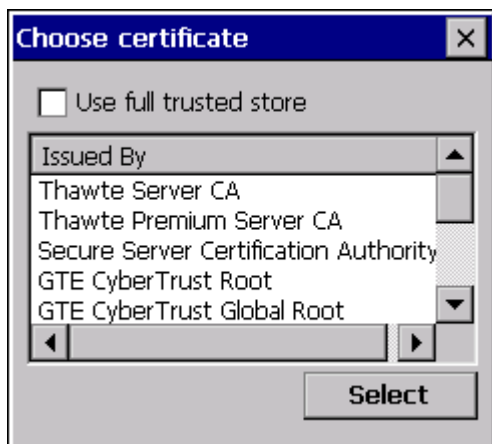 Choose certificate
Use full trusted store
Issued By
Thawte Server CA
Thawte Premium Server CA
Secure Server Certification Authority
GTE CyberTrust Root
GTE CyberTrust Global Root
Select